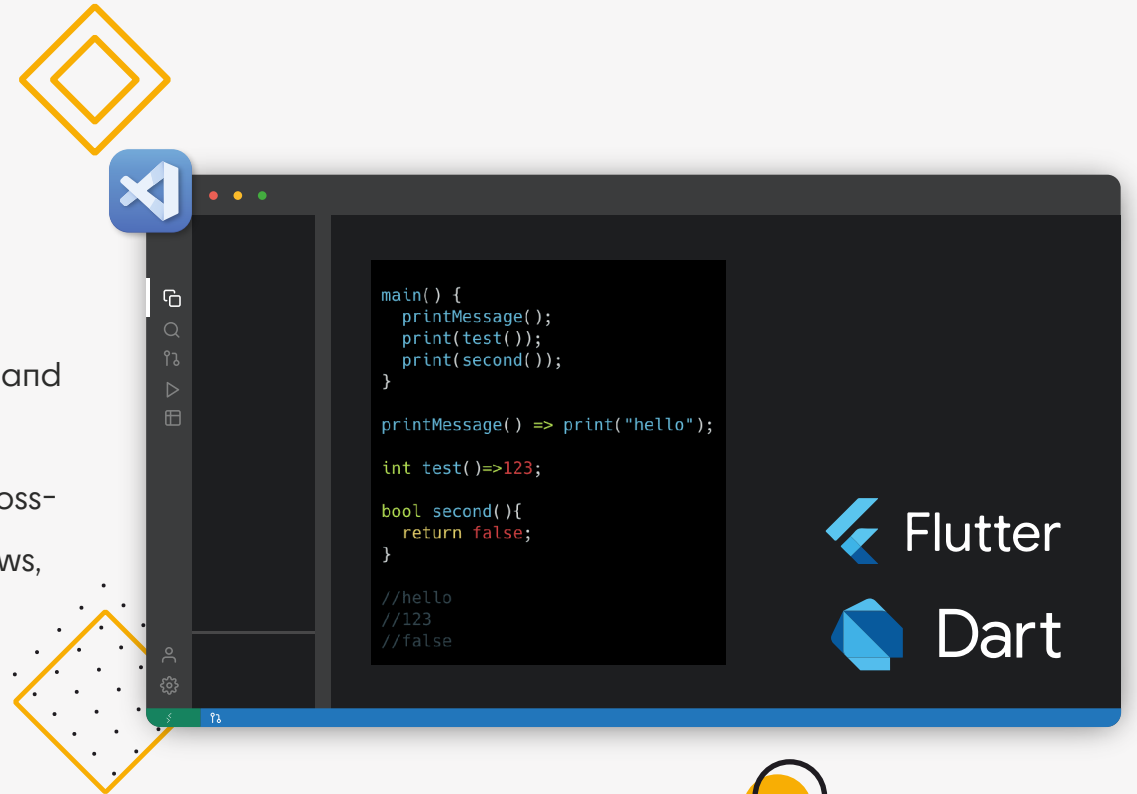 and
oss-
ws,
main() {
  printMessage();
  print(test());
  print(second());
}
printMessage() => print("hello");
int test()=>123;
bool second(){
  return false;
}
//hello
//123
//false
Flutter
Dart